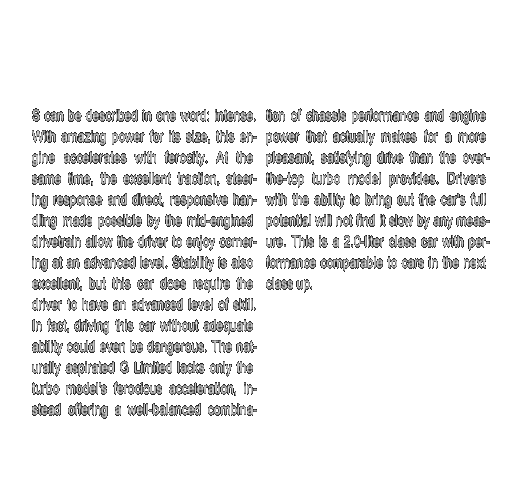 S can be described in one word: intense.
With amazing power for its size, this en-
gine accelerates with ferocity. At the
same time, the excellent traction, steer-
ing response and direct, responsive han-
dling made possible by the mid-engined
drivetrain allow the driver to enjoy corner-
ing at an advanced level. Stability is also
excellent, but this car does require the
driver to have an advanced level of skill.
In fact, driving this car without adequate
ability could even be dangerous. The nat-
urally aspirated G Limited lacks only the
turbo model's ferocious acceleration, in-
stead offering a well-balanced combina-
tion of chassis performance and engine
power that actually makes for a more
pleasant, satisfying drive than the over-
the-top turbo model provides. Drivers
with the ability to bring out the car's full
potential will not find it slow by any meas-
ure. This is a 2.0-liter class car with per-
formance comparable to cars in the next
class up.